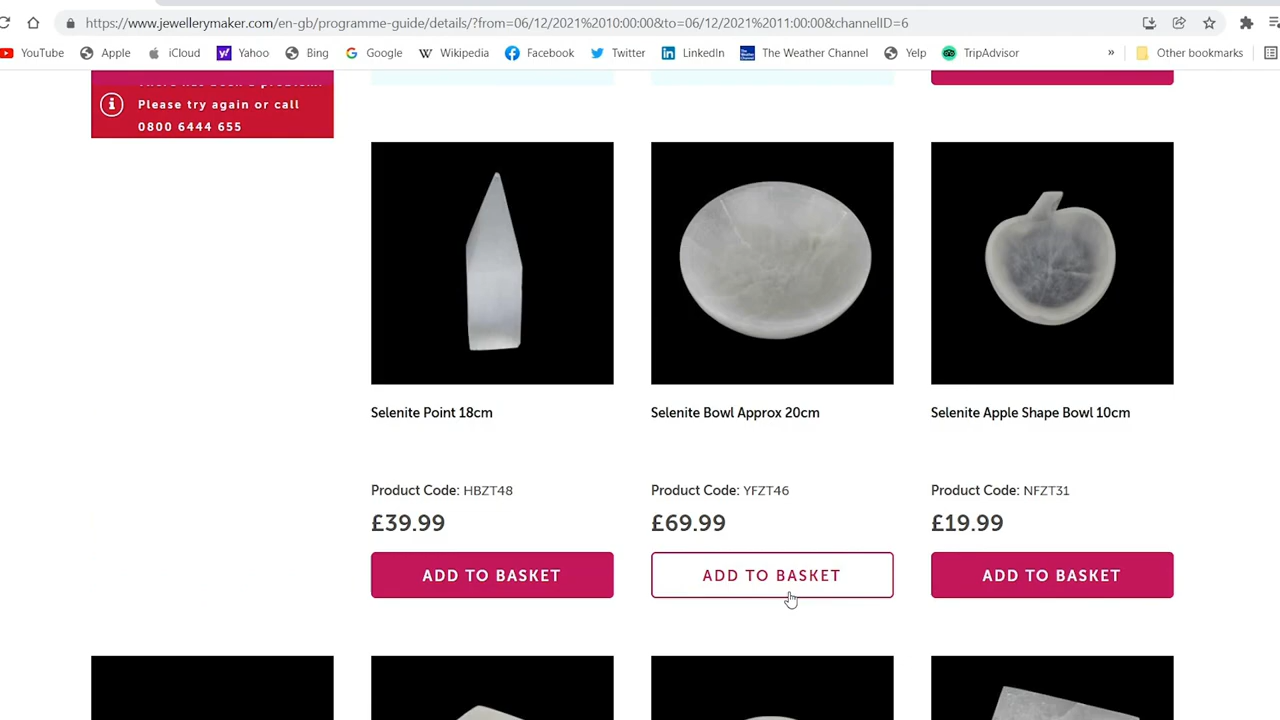 https://www.jewellerymaker.com/en-gb/programme-guide/details/?from=06/12/2021%2010:00:00&to=06/12/2021%2011:00:00&channelID=6
YouTube Apple iCloud Yahoo Bing Google Wikipedia Facebook Twitter LinkedIn The Weather Channel Yelp TripAdvisor » Other bookmarks
Please try again or call
0800 6444 655
Selenite Point 18cm
Product Code: HBZT48
£39.99
ADD TO BASKET
Selenite Bowl Approx 20cm
Product Code: YFZT46
£69.99
ADD TO BASKET
Selenite Apple Shape Bowl 10cm
Product Code: NFZT31
£19.99
ADD TO BASKET